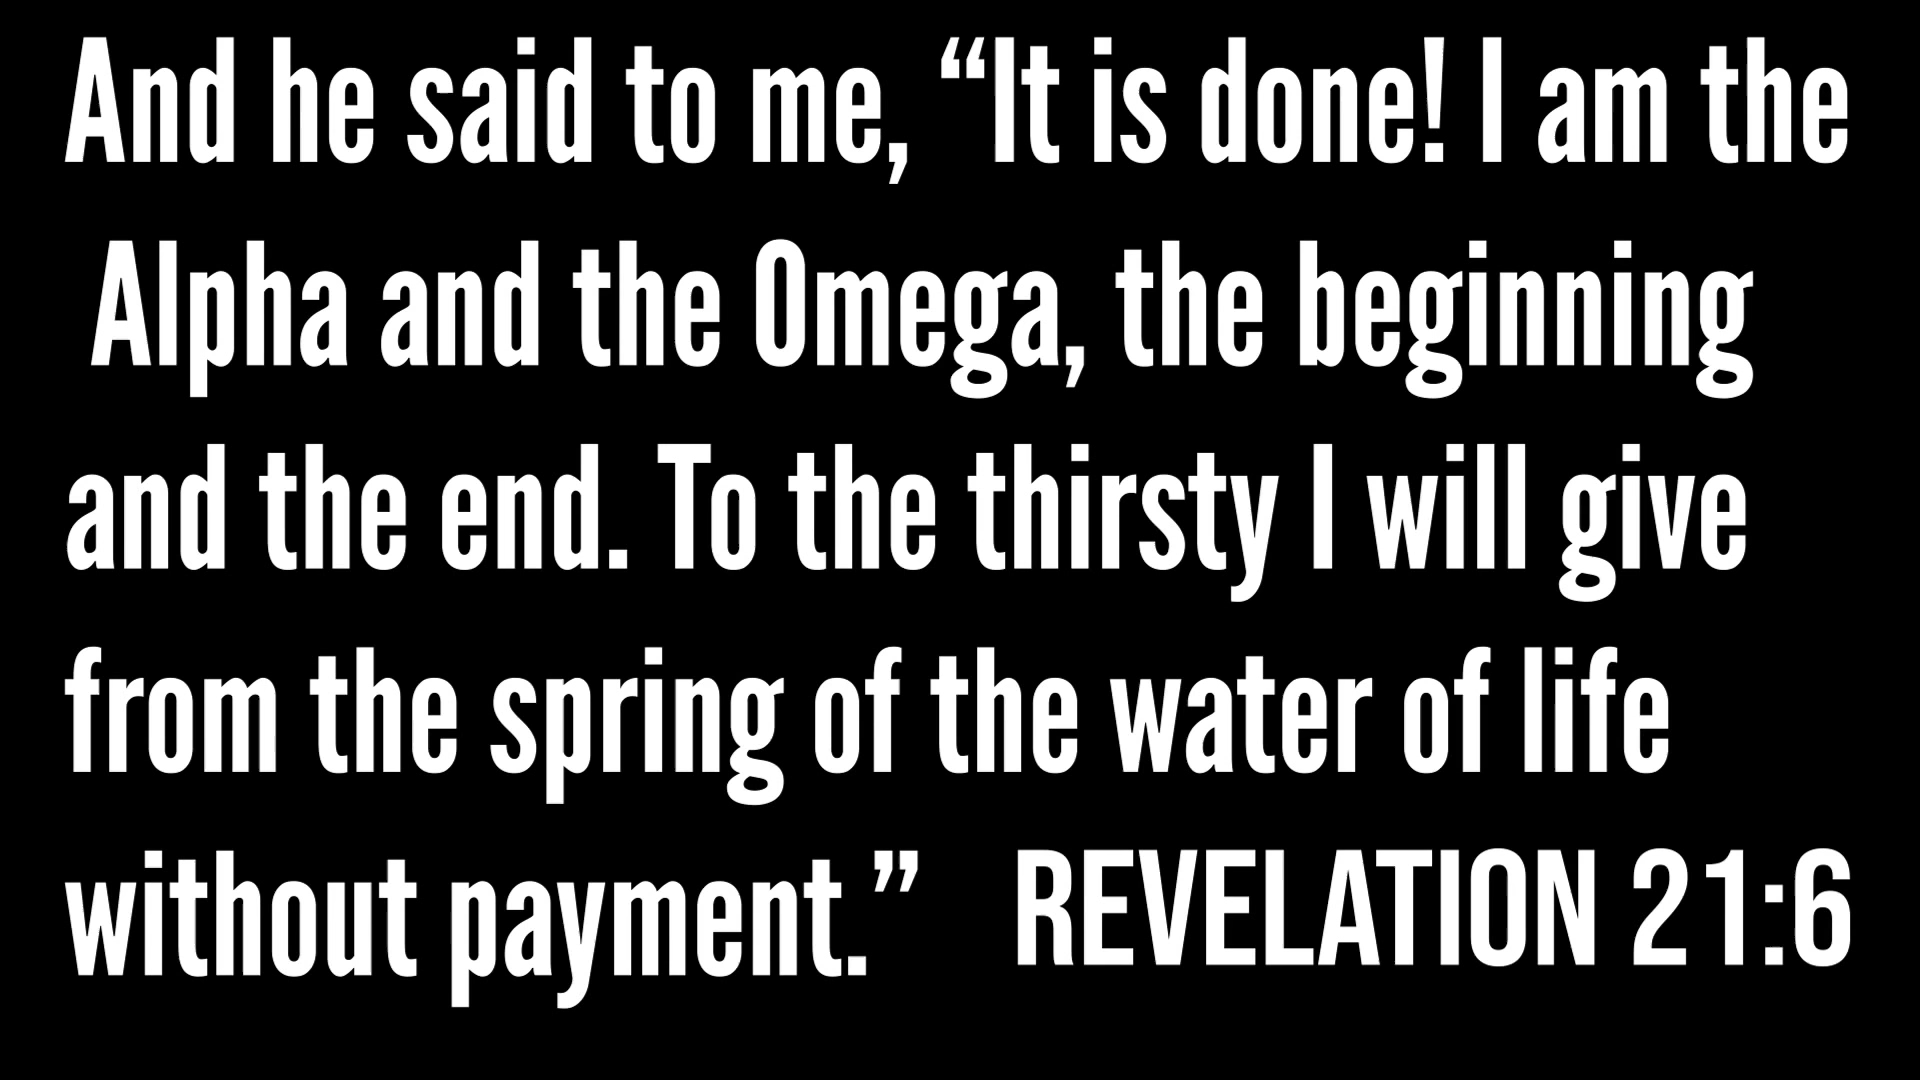 And he said to me, “It is done! I am the
Alpha and the Omega, the beginning
and the end. To the thirsty I will give
from the spring of the water of life
without payment.” REVELATION 21:6